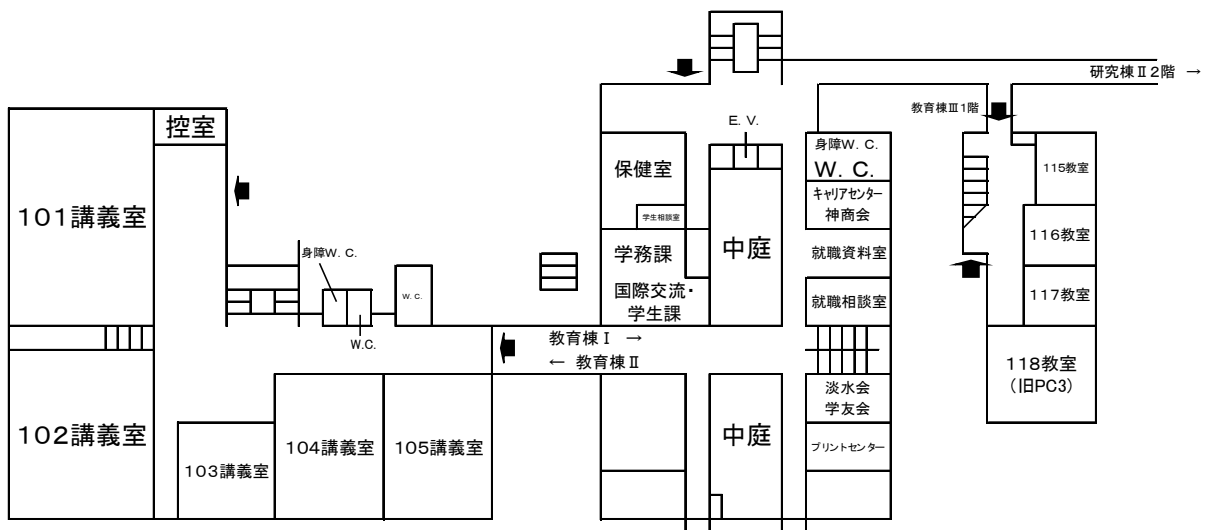 研究棟Ⅱ2階 →
教育棟Ⅲ1階
E. V.
控室
身障W. C.
W. C.
保健室
115教室
キャリアセンター
神商会
101講義室
学生相談室
116教室
学務課
中庭
就職資料室
身障W. C.
国際交流・
学生課
就職相談室
117教室
W. C.
W.C.
教育棟Ⅰ →
← 教育棟Ⅱ
118教室
(旧PC3)
淡水会
学友会
102講義室
103講義室
104講義室
105講義室
中庭
プリントセンター